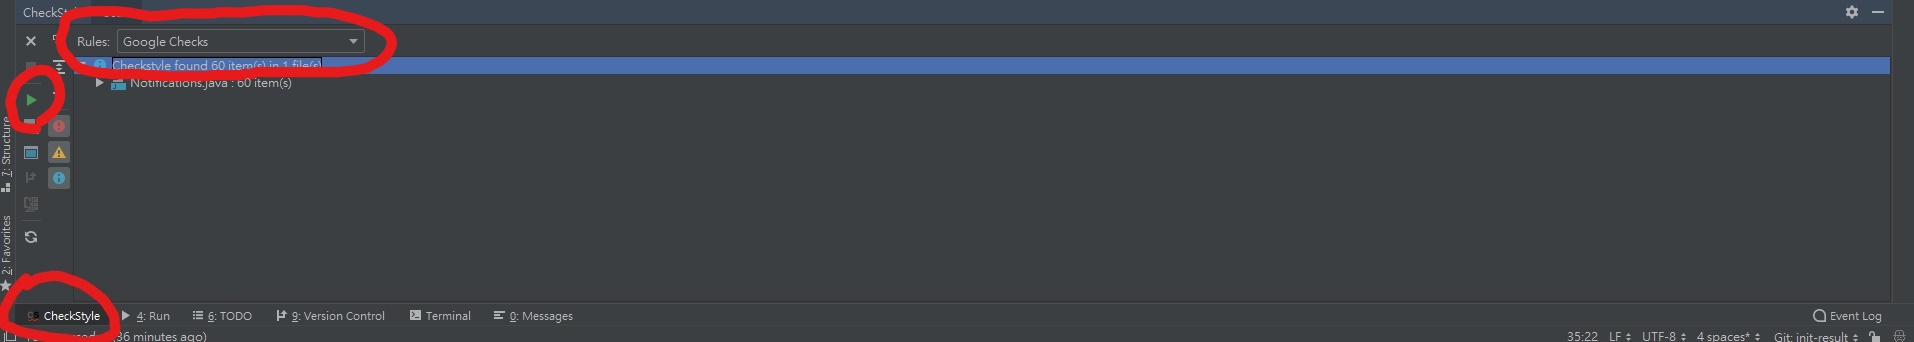 CheckSt
Rules: Google Checks
Checkstyle found 60 item(s) in 1 file(s)
Notifications.java : 60 item(s)
7: Structure
2: Favorites
CheckStyle 4: Run 6: TODO 9: Version Control Terminal 0: Messages Event Log
(36 minutes ago) 35:22 LF UTF-8 4 spaces* Git: init-result